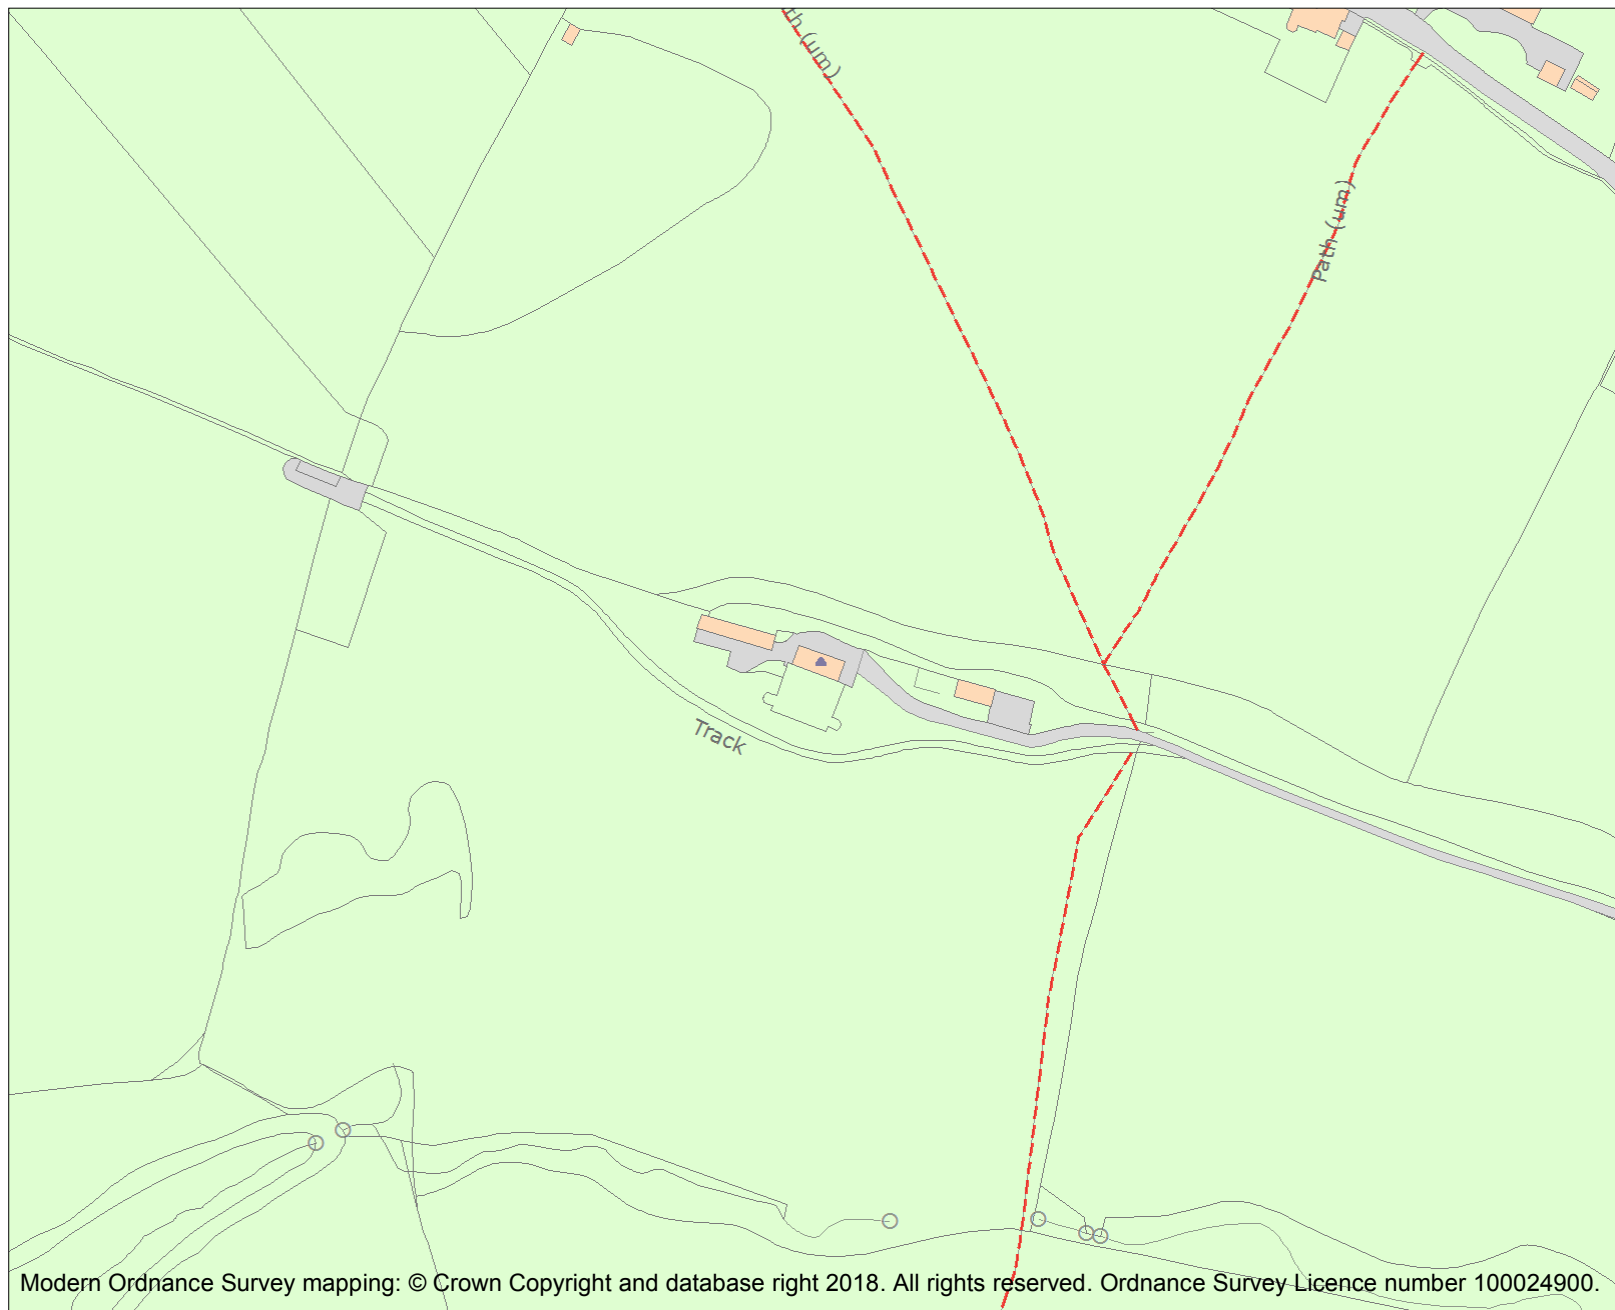 th (um)
Path (um)
Track
Modern Ordnance Survey mapping: © Crown Copyright and database right 2018. All rights reserved. Ordnance Survey Licence number 100024900.